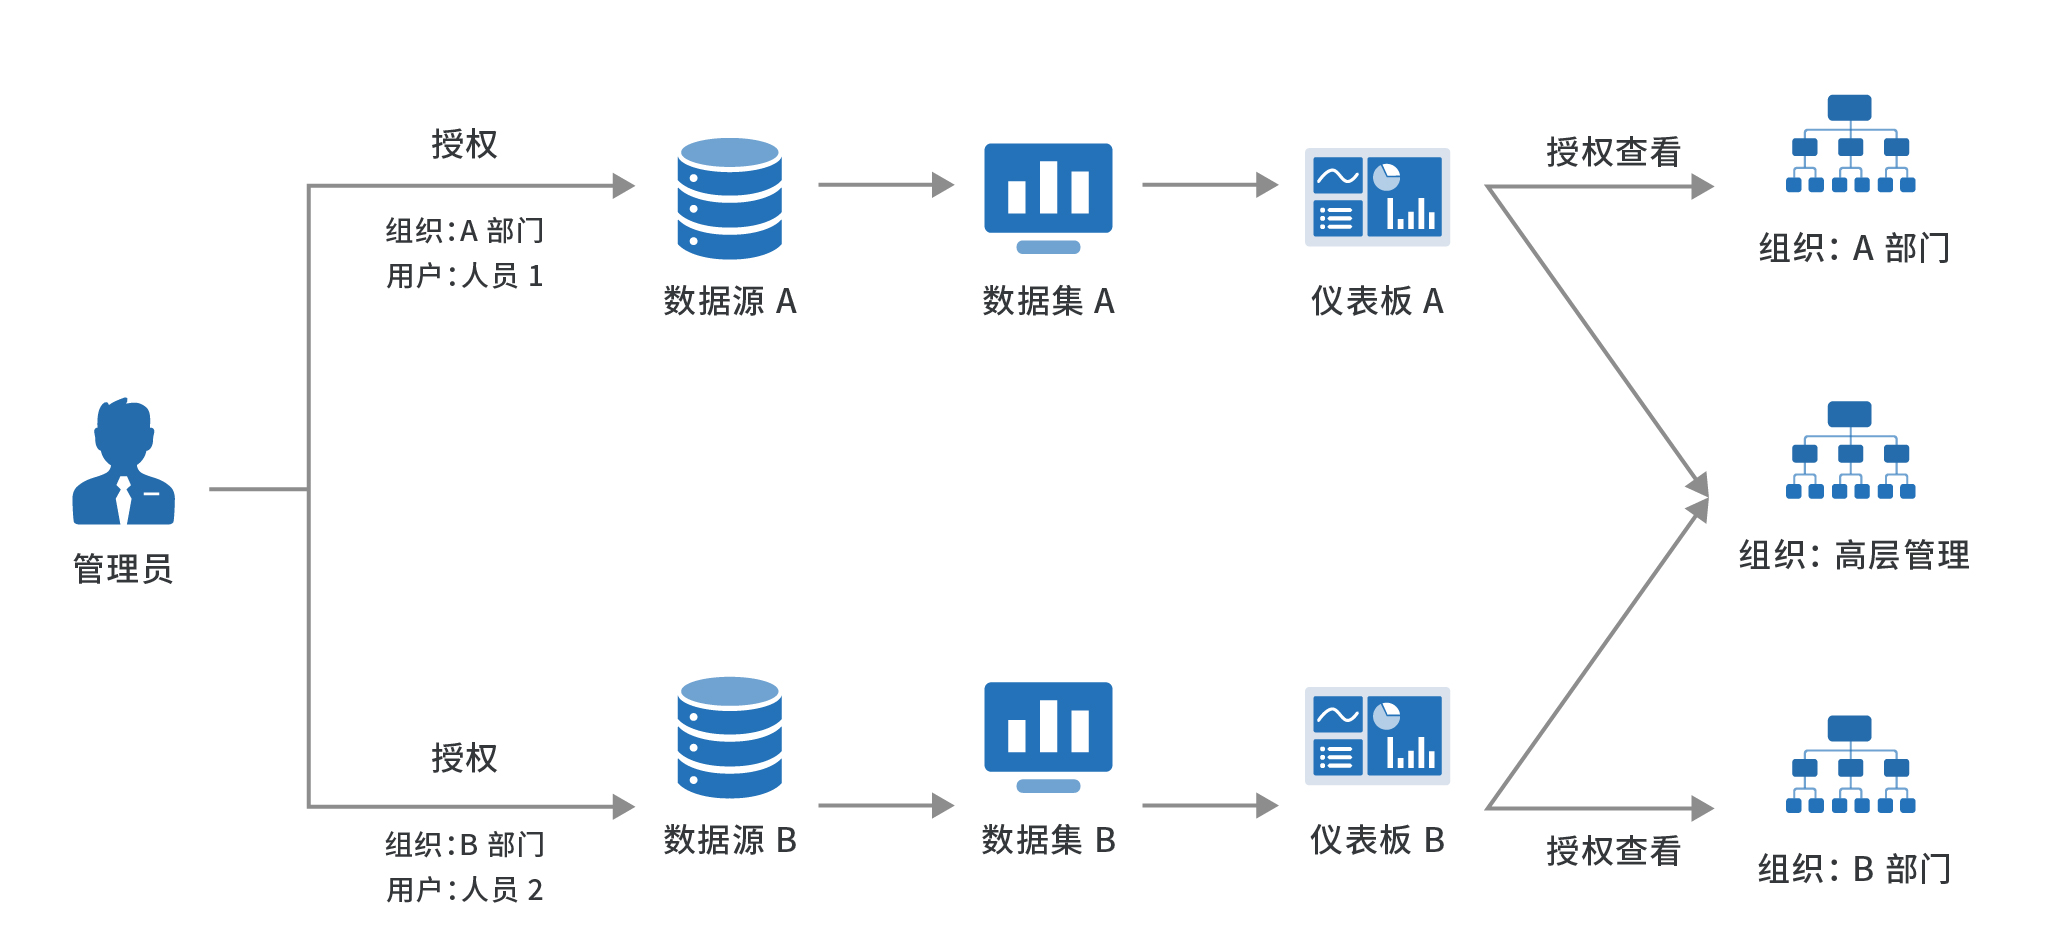 授权
组织：A 部门
用户：人员 1
数据源 A
数据集 A
仪表板 A
授权查看
组织：A 部门
管理员
组织：高层管理
授权
组织：B 部门
用户：人员 2
数据源 B
数据集 B
仪表板 B
授权查看
组织：B 部门